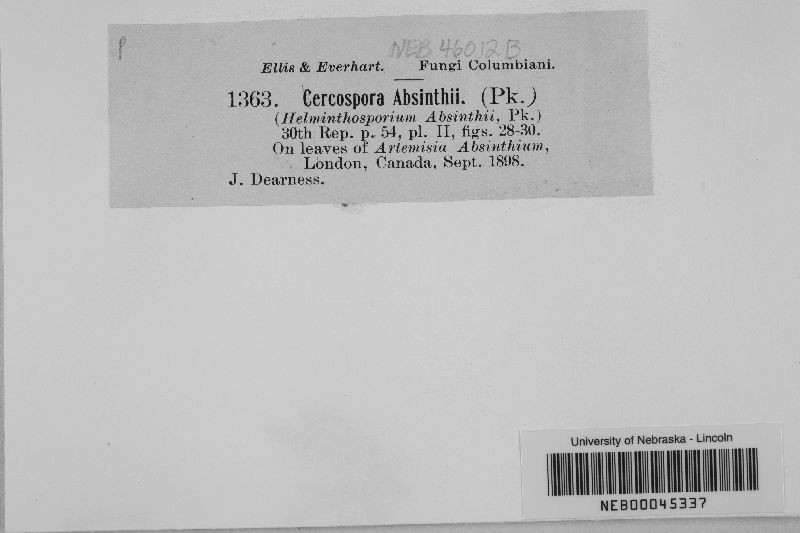 P
NEB 46012B
Ellis & Everhart. Fungi Columbiani.
1363. Cercospora Absinthii. (Pk.)
(Helminthosporium Absinthii, Pk.)
30th Rep. p. 54, pl. II, figs. 28-30.
On leaves of Artemisia Absinthium,
London, Canada, Sept. 1898.
J. Dearness.
University of Nebraska - Lincoln
NEB00045337